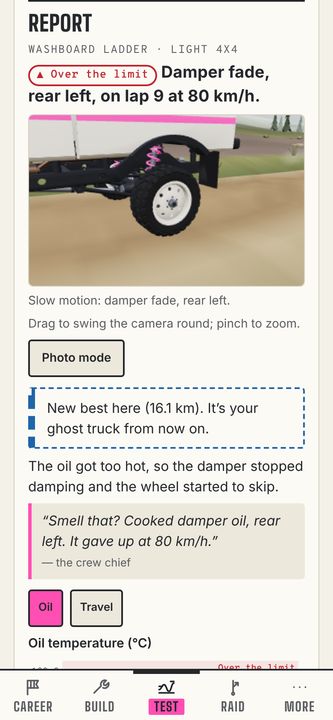 REPORT
WASHBOARD LADDER · LIGHT 4X4
▲ Over the limit Damper fade,
rear left, on lap 9 at 80 km/h.
Slow motion: damper fade, rear left.
Drag to swing the camera round; pinch to zoom.
Photo mode
New best here (16.1 km). It’s your
ghost truck from now on.
The oil got too hot, so the damper stopped
damping and the wheel started to skip.
“Smell that? Cooked damper oil, rear
left. It gave up at 80 km/h.”
— the crew chief
Oil Travel
Oil temperature (°C)
Over the limit
CAREER BUILD TEST RAID MORE